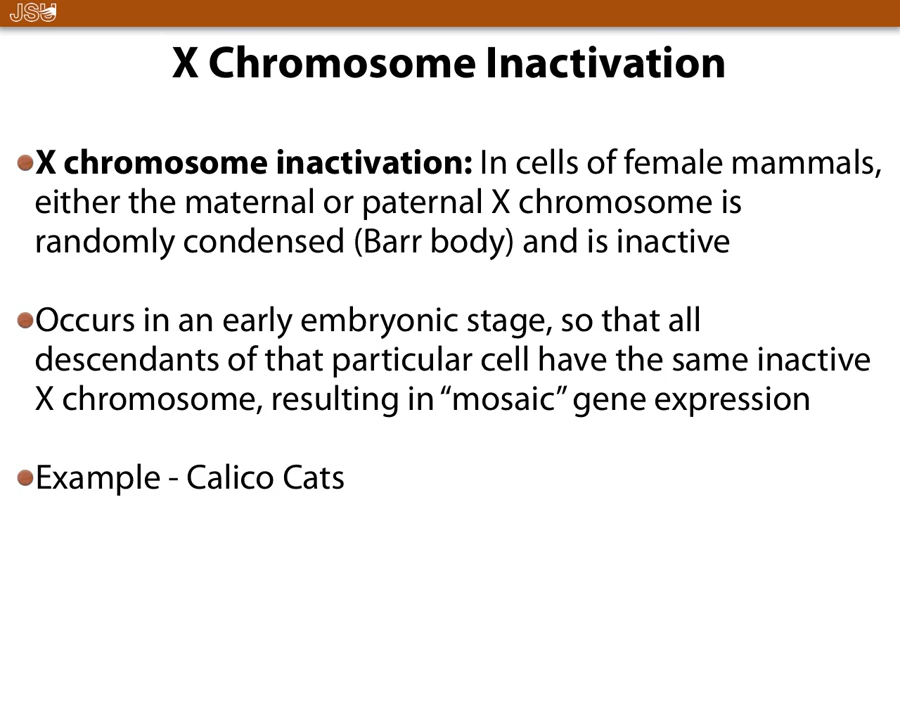 JSU
X Chromosome Inactivation
X chromosome inactivation: In cells of female mammals,
either the maternal or paternal X chromosome is
randomly condensed (Barr body) and is inactive
Occurs in an early embryonic stage, so that all
descendants of that particular cell have the same inactive
X chromosome, resulting in “mosaic” gene expression
Example - Calico Cats